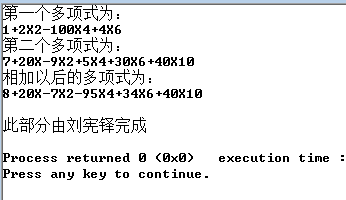 第一个多项式为:
1+2X2-100X4+4X6
第二个多项式为:
7+20X-9X2+5X4+30X6+40X10
相加以后的多项式为:
8+20X-7X2-95X4+34X6+40X10
此部分由刘宪铎完成
Process returned 0 (0x0)   execution time :
Press any key to continue.